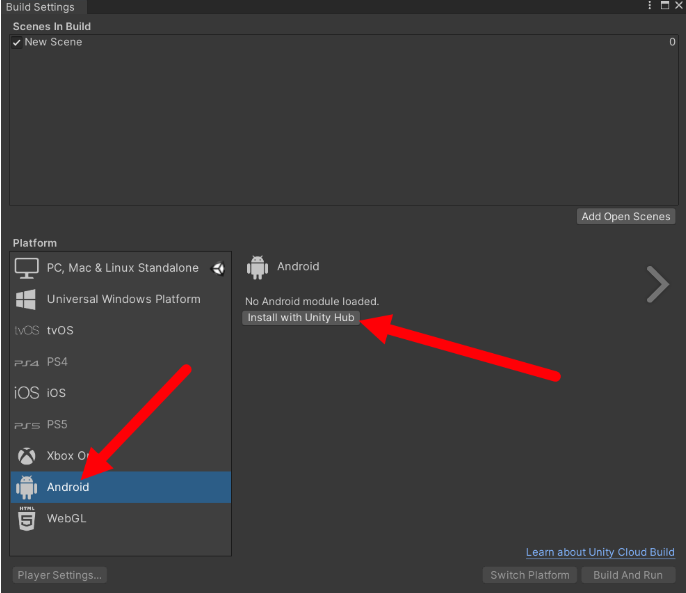 Build Settings
Scenes In Build
New Scene 0
Add Open Scenes
Platform
PC, Mac & Linux Standalone
Universal Windows Platform
tvOS tvOS
PS4 PS4
iOS iOS
PS5 PS5
Xbox
Android
HTML
5 WebGL
Android
No Android module loaded.
Install with Unity Hub
Learn about Unity Cloud Build
Player Settings...
Switch Platform
Build And Run